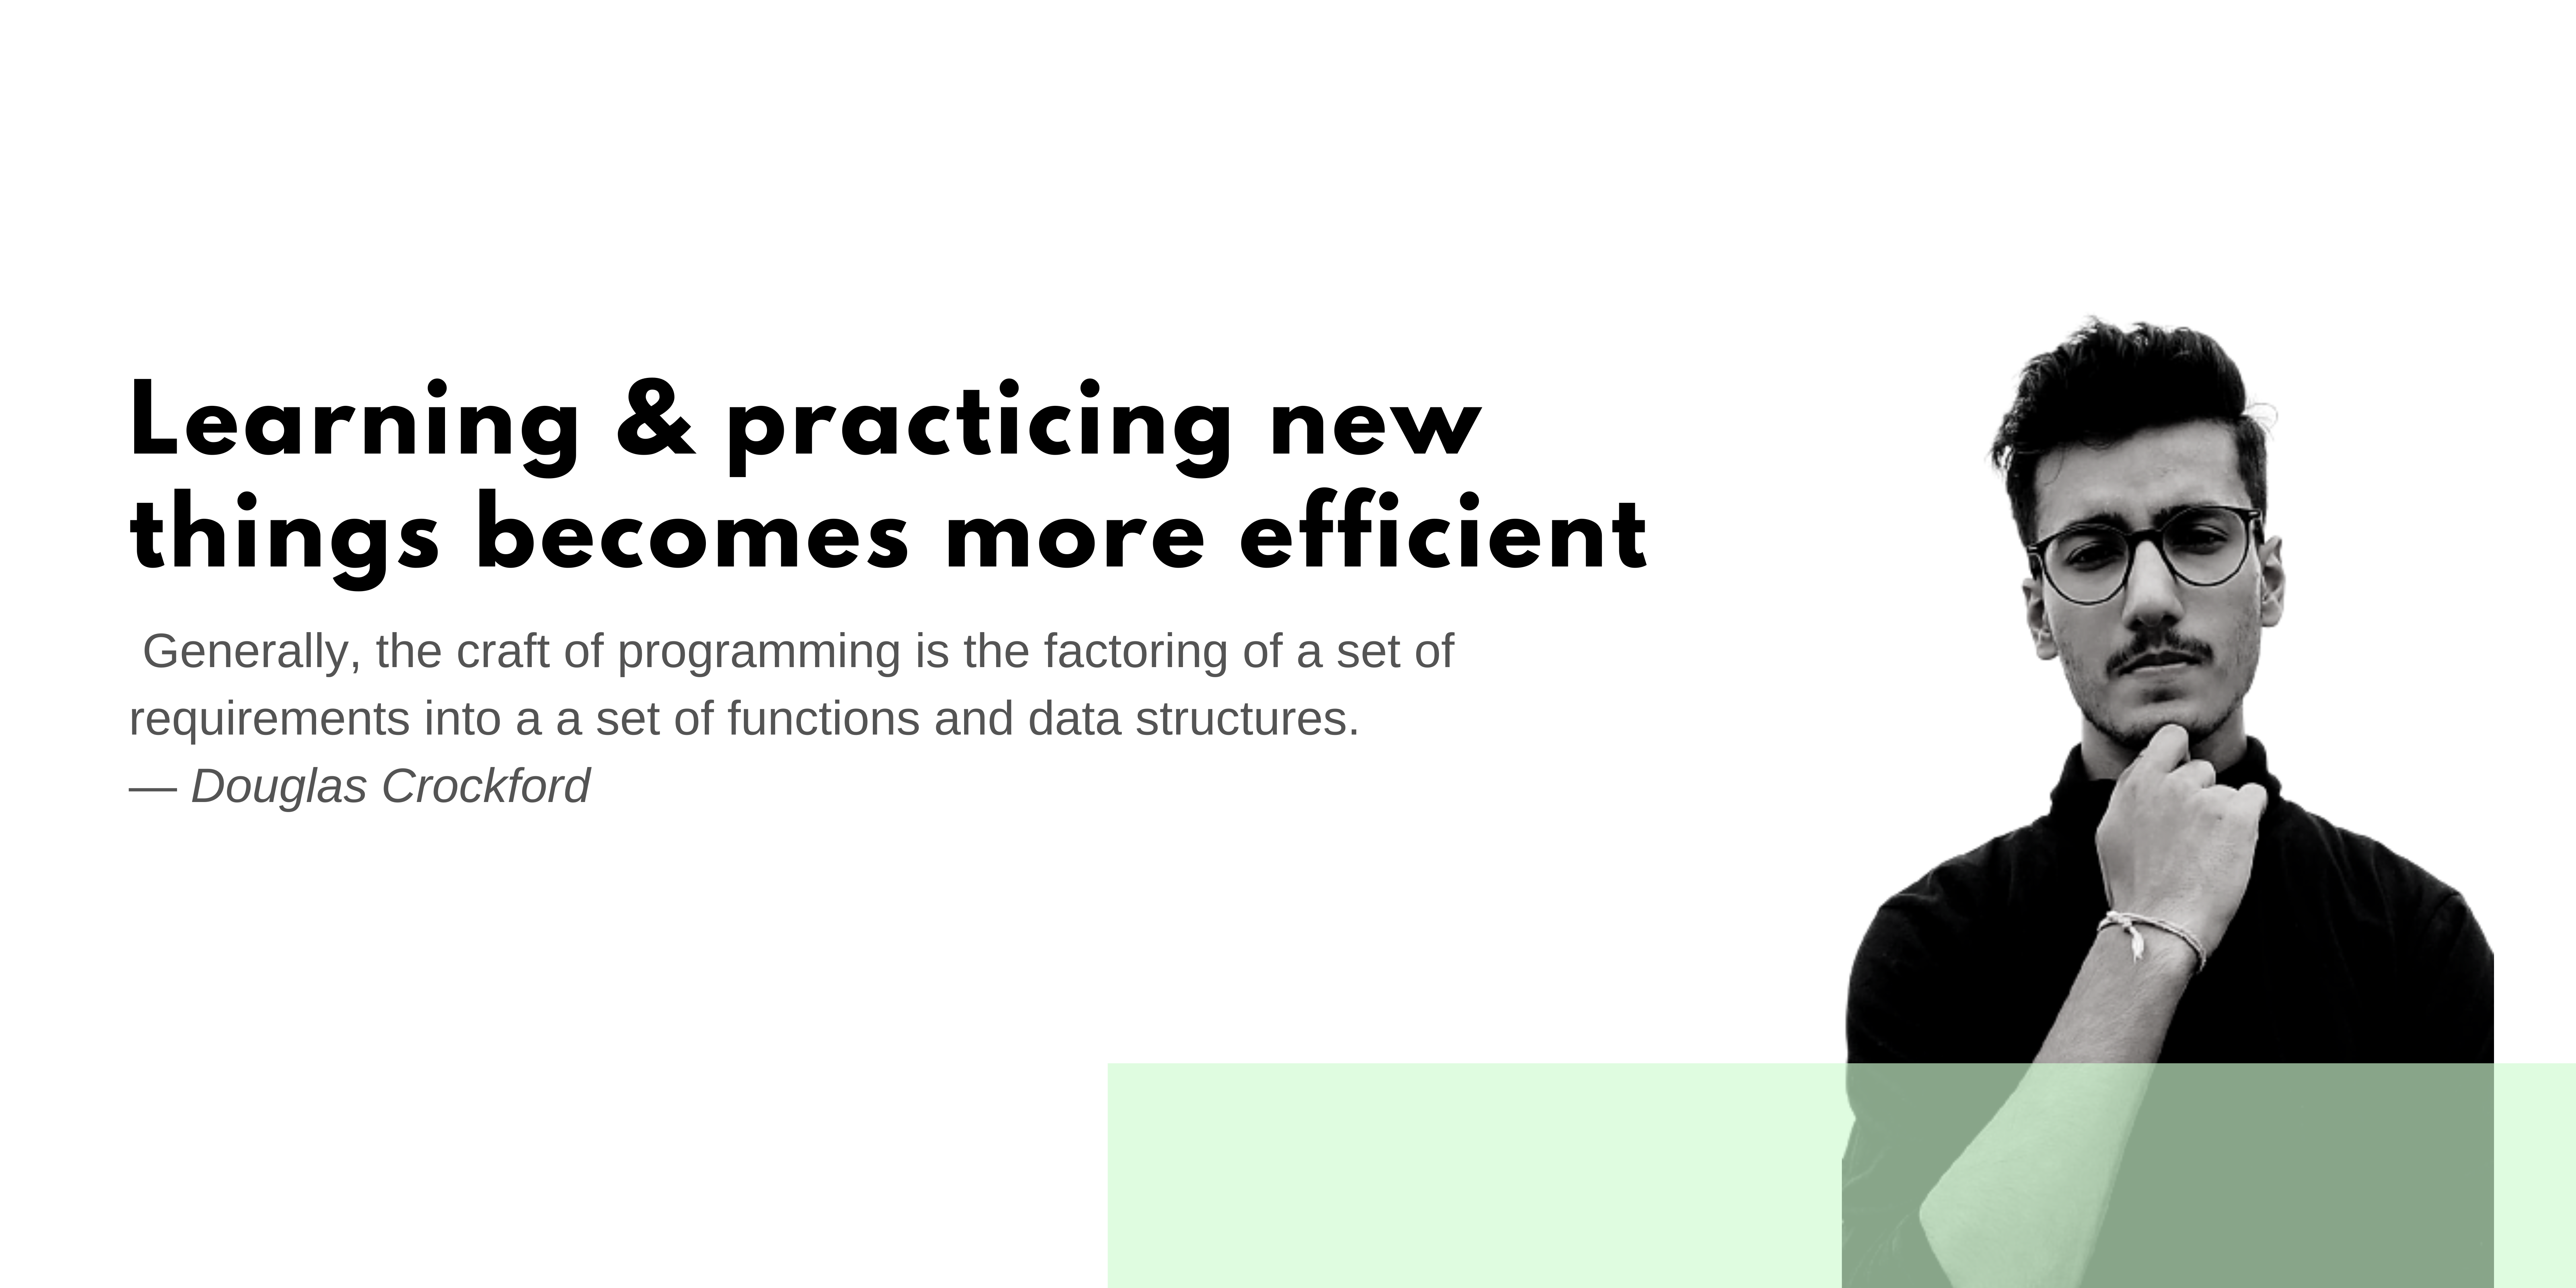 Learning & practicing new
things becomes more efficient
Generally, the craft of programming is the factoring of a set of
requirements into a a set of functions and data structures.
— Douglas Crockford